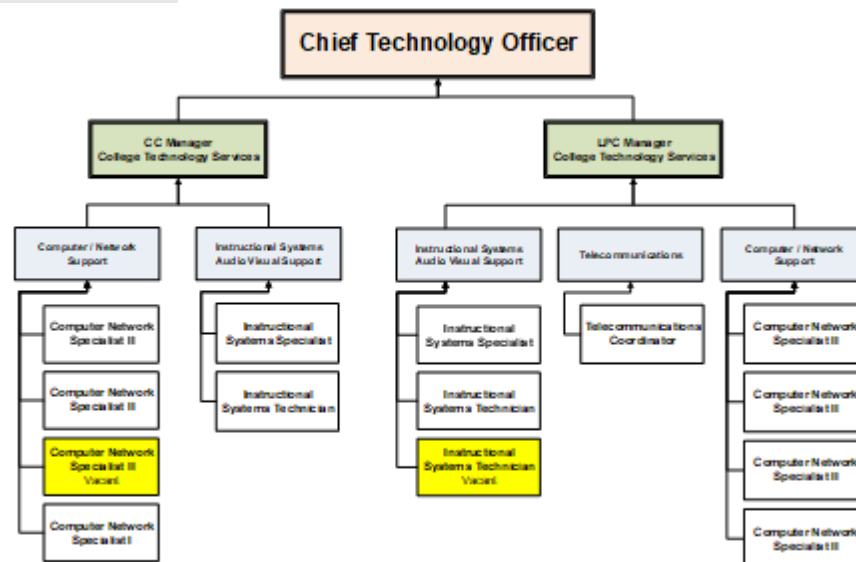 Chief Technology Officer
CC Manager
College Technology Services
LPC Manager
College Technology Services
Computer / Network
Support
Instructional Systems
Audio Visual Support
Instructional Systems
Audio Visual Support
Telecommunications
Computer / Network
Support
Computer Network
Specialist II
Computer Network
Specialist II
Computer Network
Specialist II
Vacant
Computer Network
Specialist I
Instructional
Systems Specialist
Instructional
Systems Technician
Instructional
Systems Specialist
Instructional
Systems Technician
Instructional
Systems Technician
Vacant
Telecommunications
Coordinator
Computer Network
Specialist II
Computer Network
Specialist II
Computer Network
Specialist II
Computer Network
Specialist II